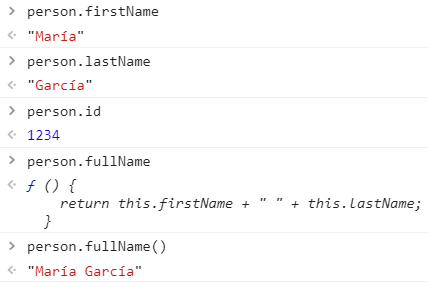 > person.firstName
<· "María"
> person.lastName
<· "García"
> person.id
<· 1234
> person.fullName
<· ƒ () {
return this.firstName + " " + this.lastName;
}
> person.fullName()
<· "María García"